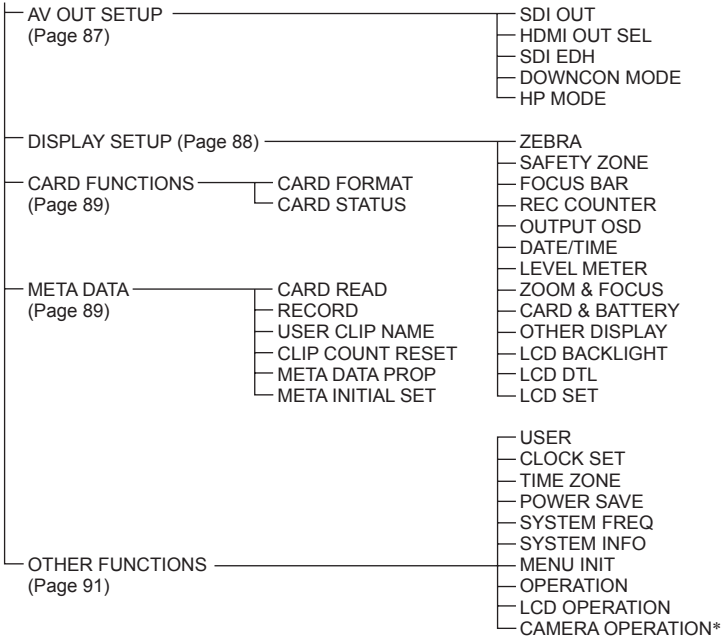 AV OUT SETUP
(Page 87)
SDI OUT
HDMI OUT SEL
SDI EDH
DOWNCON MODE
HP MODE
DISPLAY SETUP (Page 88)
ZEBRA
SAFETY ZONE
FOCUS BAR
REC COUNTER
OUTPUT OSD
DATE/TIME
LEVEL METER
ZOOM & FOCUS
CARD & BATTERY
OTHER DISPLAY
LCD BACKLIGHT
LCD DTL
LCD SET
CARD FUNCTIONS
(Page 89)
CARD FORMAT
CARD STATUS
META DATA
(Page 89)
CARD READ
RECORD
USER CLIP NAME
CLIP COUNT RESET
META DATA PROP
META INITIAL SET
OTHER FUNCTIONS
(Page 91)
USER
CLOCK SET
TIME ZONE
POWER SAVE
SYSTEM FREQ
SYSTEM INFO
MENU INIT
OPERATION
LCD OPERATION
CAMERA OPERATION*